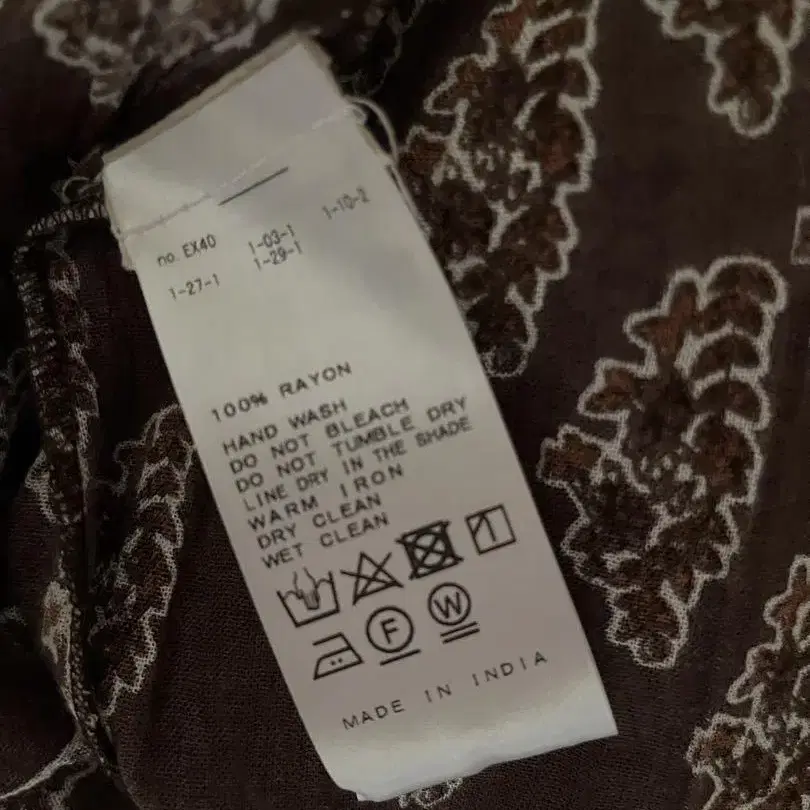 no. EX40 1-03-1 1-10-2
1-27-1 1-29-1
100% RAYON
HAND WASH
DO NOT BLEACH
DO NOT TUMBLE DRY
LINE DRY IN THE SHADE
WARM IRON
DRY CLEAN
WET CLEAN
F W
MADE IN INDIA